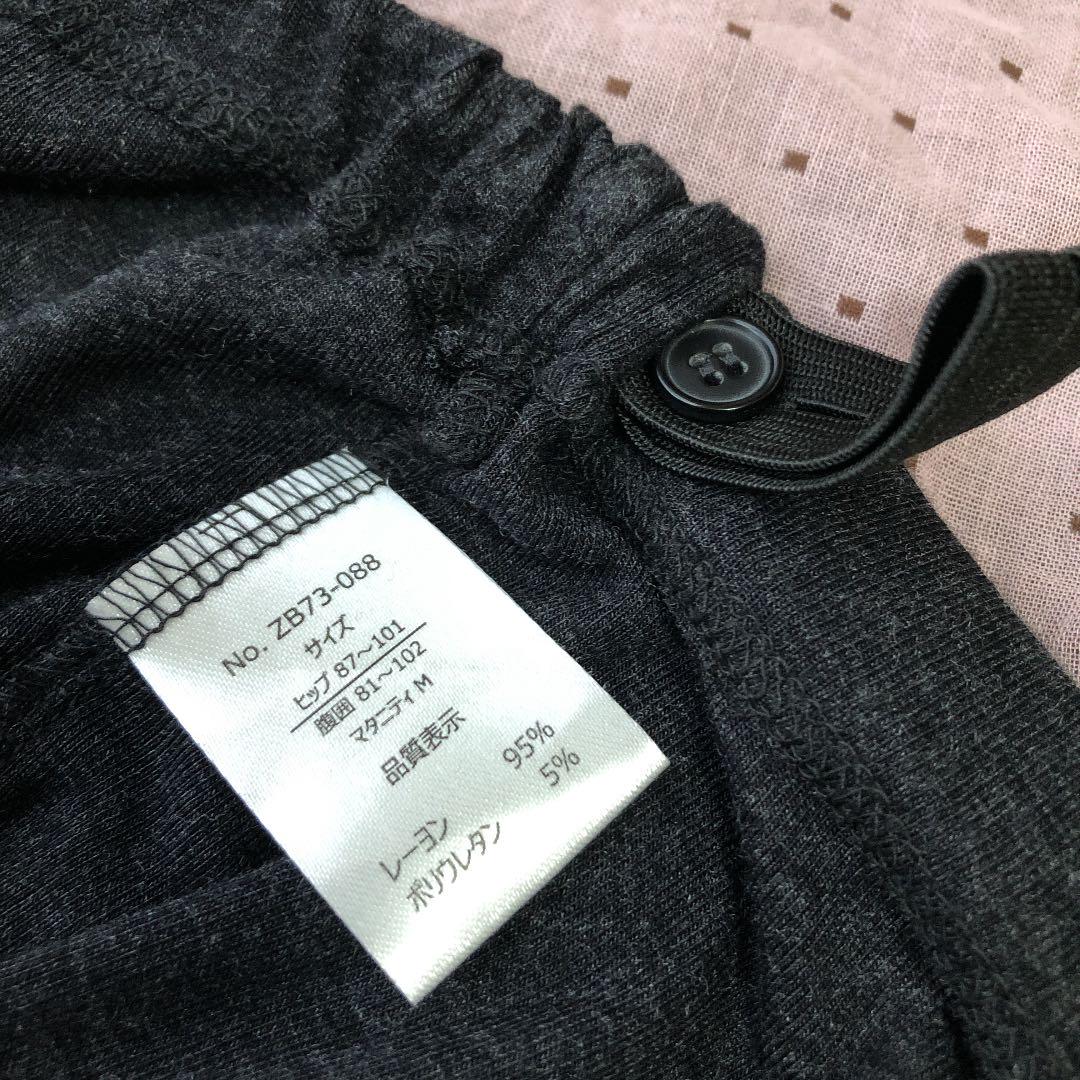 No. ZB73-088
サイズ
ヒップ 87～101
腹囲 81～102
マタニティ M
品質表示
レーヨン 95%
ポリウレタン 5%